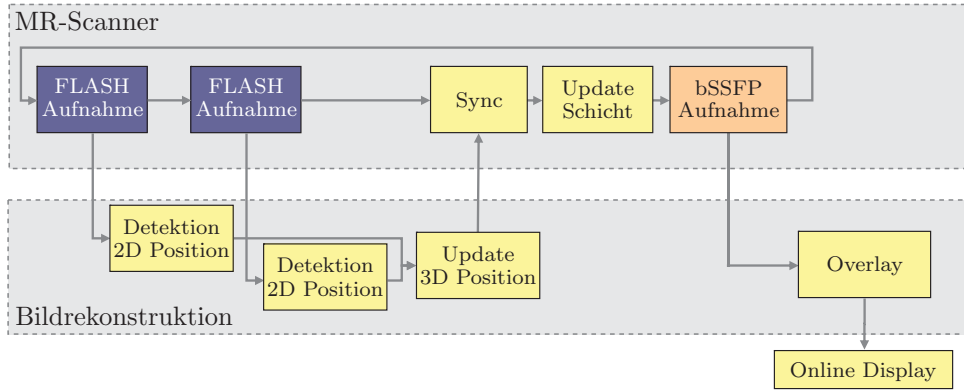 MR-Scanner
FLASH
Aufnahme
FLASH
Aufnahme
Sync
Update
Schicht
bSSFP
Aufnahme
Detektion
2D Position
Detektion
2D Position
Update
3D Position
Overlay
Bildrekonstruktion
Online Display